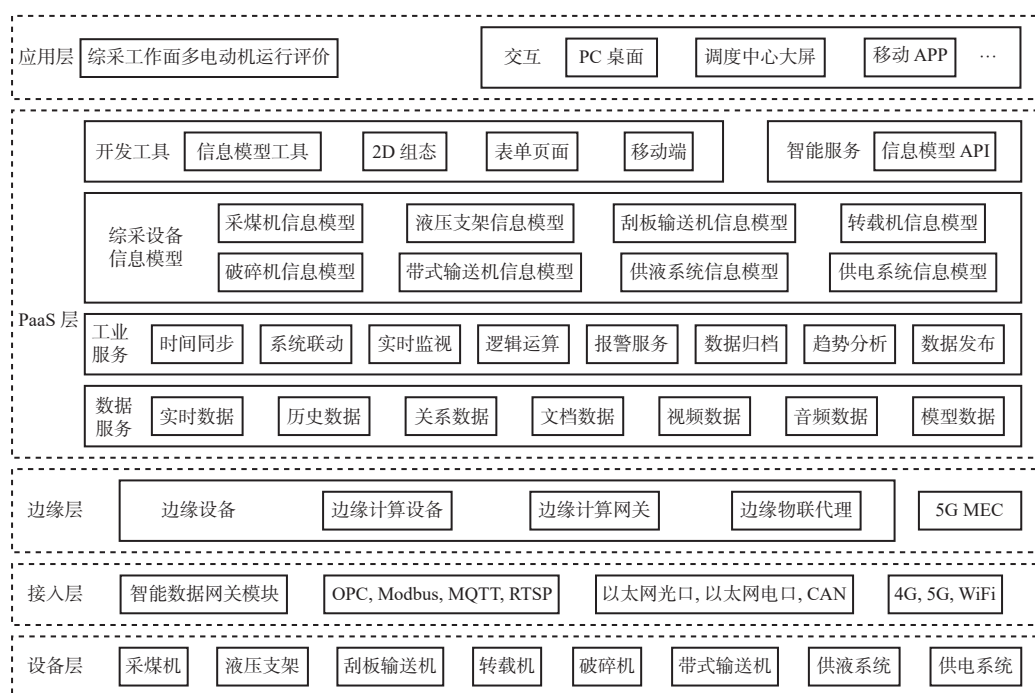 应用层 综采工作面多电动机运行评价 交互 PC 桌面 调度中心大屏 移动 APP …
开发工具 信息模型工具 2D 组态 表单页面 移动端 智能服务 信息模型 API
综采设备
信息模型
采煤机信息模型 液压支架信息模型 刮板输送机信息模型 转载机信息模型
破碎机信息模型 带式输送机信息模型 供液系统信息模型 供电系统信息模型
PaaS 层
工业
服务
时间同步 系统联动 实时监视 逻辑运算 报警服务 数据归档 趋势分析 数据发布
数据
服务
实时数据 历史数据 关系数据 文档数据 视频数据 音频数据 模型数据
边缘层 边缘设备 边缘计算设备 边缘计算网关 边缘物联代理 5G MEC
接入层 智能数据网关模块 OPC, Modbus, MQTT, RTSP 以太网光口, 以太网电口, CAN 4G, 5G, WiFi
设备层 采煤机 液压支架 刮板输送机 转载机 破碎机 带式输送机 供液系统 供电系统